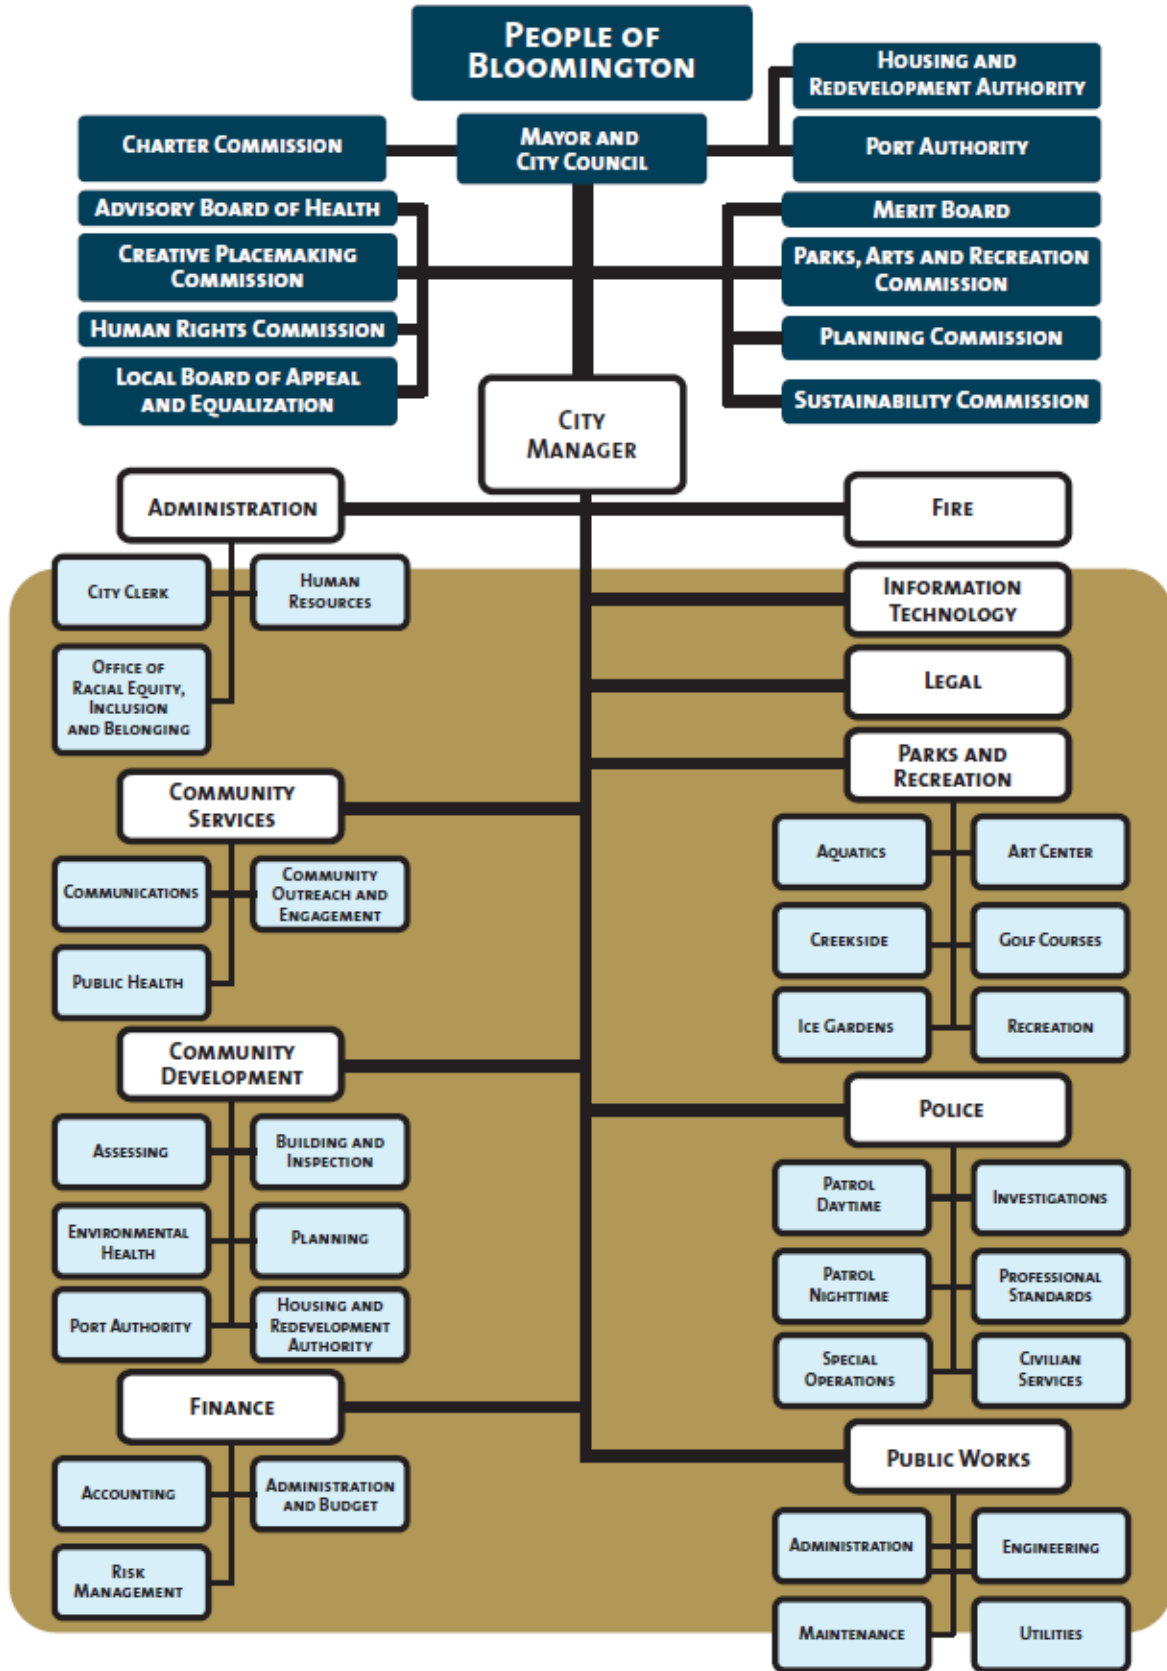 PEOPLE OF
BLOOMINGTON
HOUSING AND
REDEVELOPMENT AUTHORITY
CHARTER COMMISSION
MAYOR AND
CITY COUNCIL
PORT AUTHORITY
ADVISORY BOARD OF HEALTH
MERIT BOARD
CREATIVE PLACEMAKING
COMMISSION
PARKS, ARTS AND RECREATION
COMMISSION
HUMAN RIGHTS COMMISSION
PLANNING COMMISSION
LOCAL BOARD OF APPEAL
AND EQUALIZATION
SUSTAINABILITY COMMISSION
CITY
MANAGER
ADMINISTRATION
FIRE
CITY CLERK
HUMAN
RESOURCES
INFORMATION
TECHNOLOGY
OFFICE OF
RACIAL EQUITY,
INCLUSION
AND BELONGING
LEGAL
PARKS AND
RECREATION
COMMUNITY
SERVICES
AQUATICS
ART CENTER
COMMUNICATIONS
COMMUNITY
OUTREACH AND
ENGAGEMENT
CREEKSIDE
GOLF COURSES
PUBLIC HEALTH
ICE GARDENS
RECREATION
COMMUNITY
DEVELOPMENT
POLICE
ASSESSING
BUILDING AND
INSPECTION
PATROL
DAYTIME
INVESTIGATIONS
ENVIRONMENTAL
HEALTH
PLANNING
PATROL
NIGHTTIME
PROFESSIONAL
STANDARDS
PORT AUTHORITY
HOUSING AND
REDEVELOPMENT
AUTHORITY
SPECIAL
OPERATIONS
CIVILIAN
SERVICES
FINANCE
PUBLIC WORKS
ACCOUNTING
ADMINISTRATION
AND BUDGET
ADMINISTRATION
ENGINEERING
RISK
MANAGEMENT
MAINTENANCE
UTILITIES